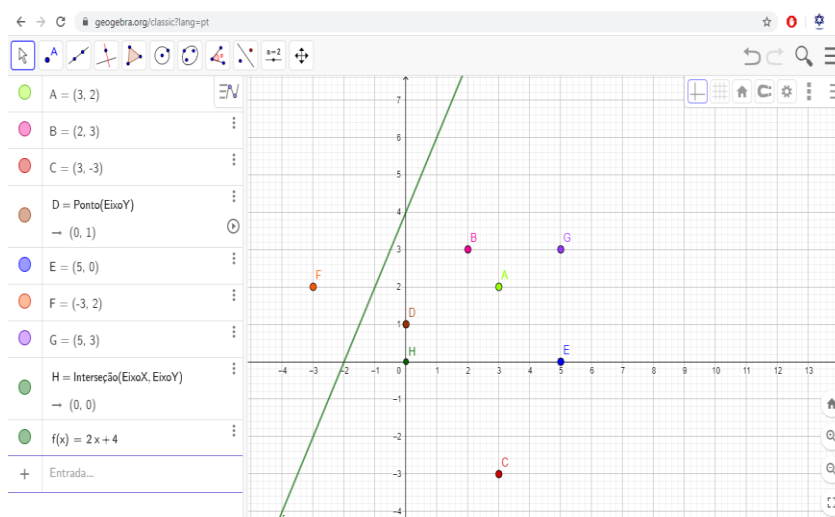 geogebra.org/classic?lang=pt
A
a=2
A = (3, 2)
B = (2, 3)
C = (3, -3)
D = Ponto(EixoY)
→ (0, 1)
E = (5, 0)
F = (-3, 2)
G = (5, 3)
H = Interseção(EixoX, EixoY)
→ (0, 0)
f(x) = 2 x + 4
+ Entrada...
7
6
5
4
B G
3
F A
2
D
1
H E
-4 -3 -2 -1 0 1 2 3 4 5 6 7 8 9 10 11 12 13
-1
-2
C
-3
-4